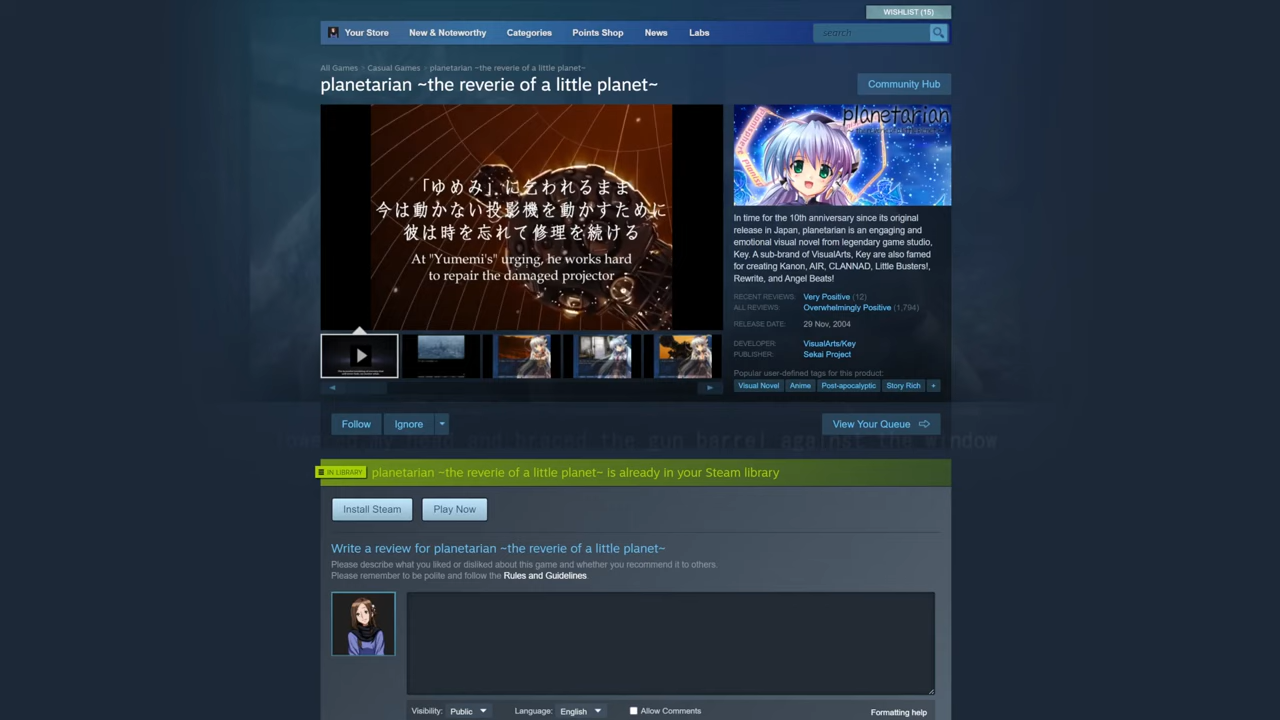 WISHLIST (15)
Your Store
New & Noteworthy
Categories
Points Shop
News
Labs
search
All Games > Casual Games > planetarian ~the reverie of a little planet~
planetarian ~the reverie of a little planet~
Community Hub
「ゆめみ」に乞われるまま
今は動かない投影機を動かすために
彼は時を忘れて修理を続ける
At "Yumemi's" urging, he works hard
to repair the damaged projector
planetarian
In time for the 10th anniversary since its original
release in Japan, planetarian is an engaging and
emotional visual novel from legendary game studio,
Key. A sub-brand of VisualArts, Key are also famed
for creating Kanon, AIR, CLANNAD, Little Busters!,
Rewrite, and Angel Beats!
RECENT REVIEWS: Very Positive (12)
ALL REVIEWS: Overwhelmingly Positive (1,794)
RELEASE DATE: 29 Nov, 2004
DEVELOPER: VisualArts/Key
PUBLISHER: Sekai Project
Popular user-defined tags for this product:
Visual Novel
Anime
Post-apocalyptic
Story Rich
+
Follow
Ignore
View Your Queue
my head and braced the gun barrel against the window
IN LIBRARY
planetarian ~the reverie of a little planet~ is already in your Steam library
Install Steam
Play Now
Write a review for planetarian ~the reverie of a little planet~
Please describe what you liked or disliked about this game and whether you recommend it to others.
Please remember to be polite and follow the Rules and Guidelines.
Visibility: Public
Language: English
Allow Comments
Formatting help